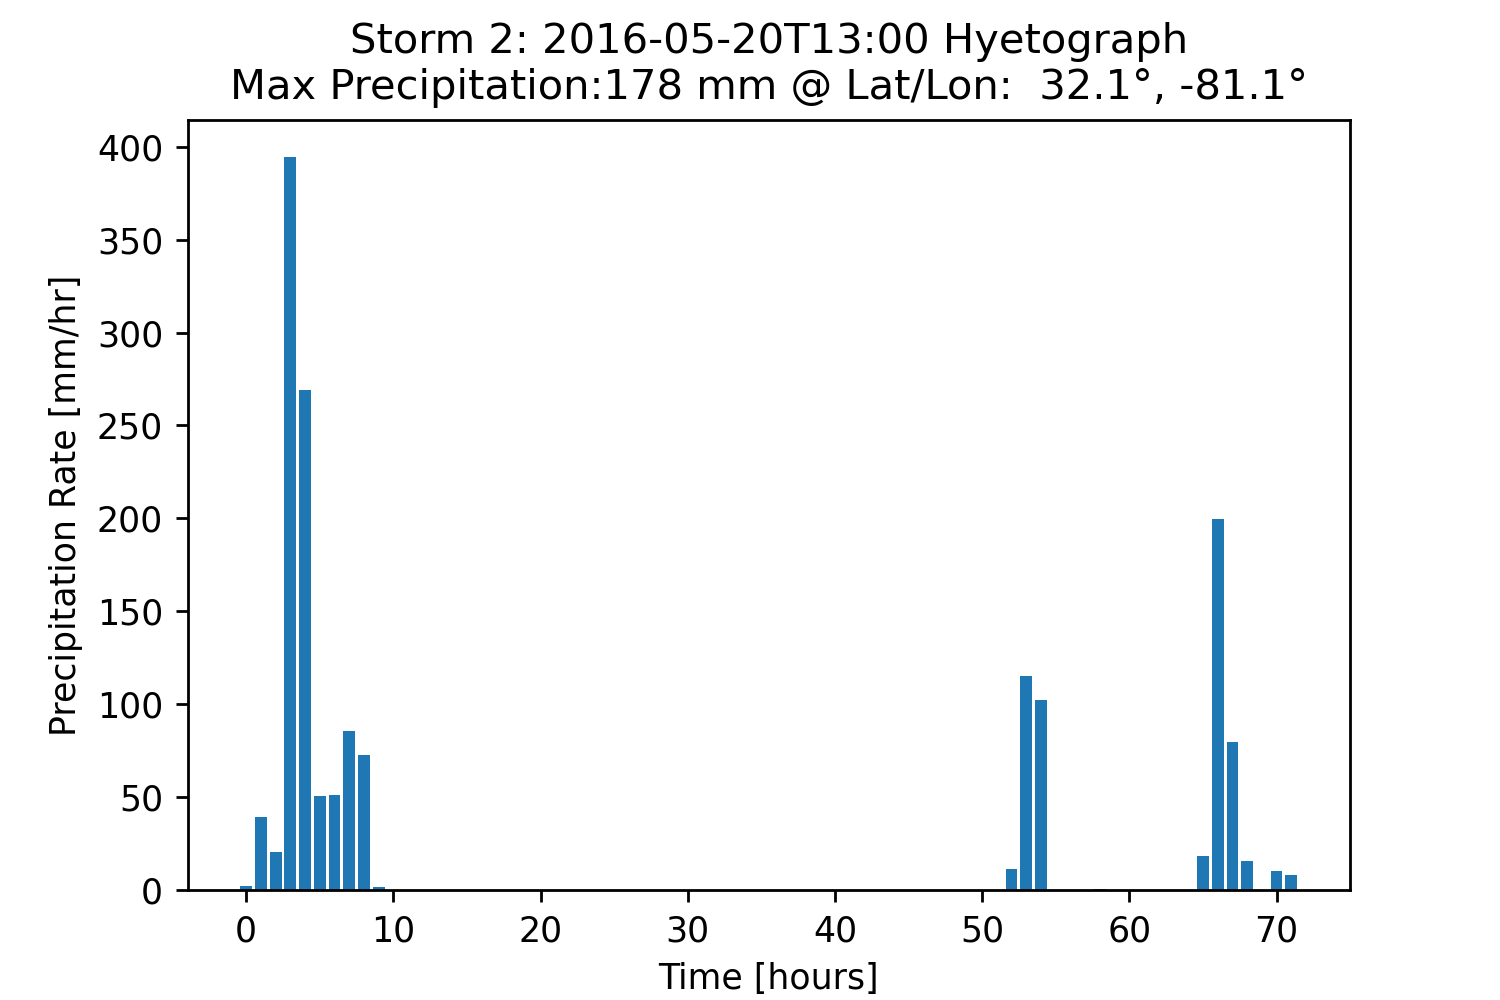 Storm 2: 2016-05-20T13:00 Hyetograph
Max Precipitation:178 mm @ Lat/Lon:  32.1°, -81.1°
Precipitation Rate [mm/hr]
400
350
300
250
200
150
100
50
0
0 10 20 30 40 50 60 70
Time [hours]